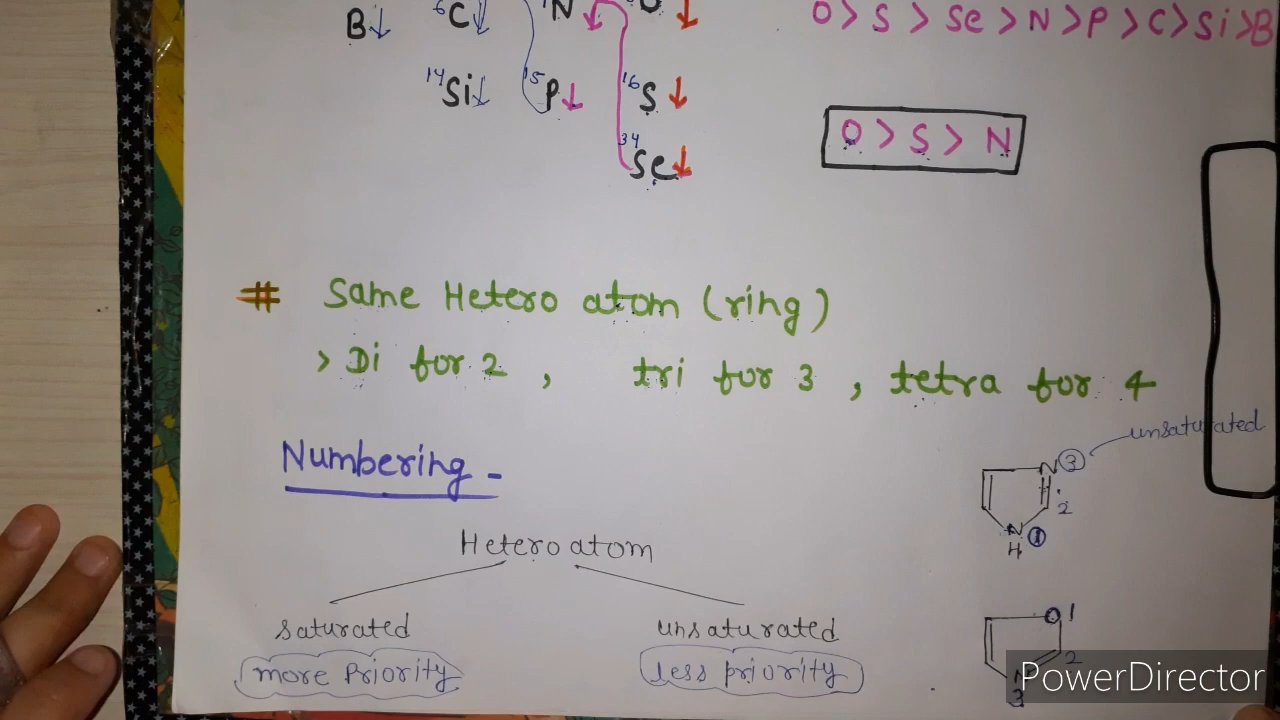 B↓ ⁶C↓ N↓ ↓ O > S > Se > N > P > C > Si > B
¹⁴Si↓ ¹⁵P↓ ¹⁶S↓
O > S > N
³⁴Se↓
# Same Hetero atom (ring)
> Di for 2, tri for 3, tetra for 4
unsaturated
Numbering -
N ③
2
N ①
H
Hetero atom
O 1
saturated unsaturated
2
more Priority less priority
3
PowerDirector